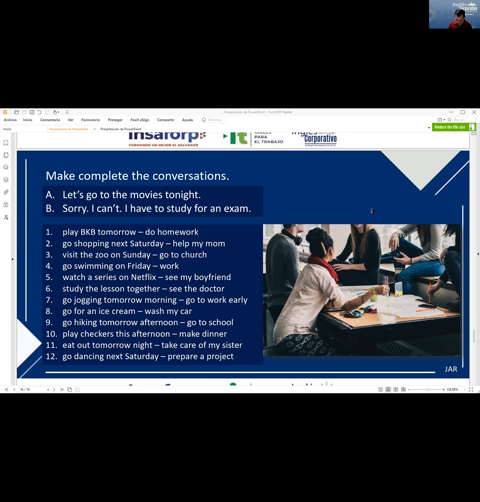 Archivo Inicio Comentario Ver Formulario Proteger Foxit eSign Compartir Ayuda
Reduce the file size
insaforp
FORMANDO UN MEJOR EL SALVADOR
it
PARA
EL TRABAJO
Corporativo
Make complete the conversations.
A. Let's go to the movies tonight.
B. Sorry. I can't. I have to study for an exam.
1. play BKB tomorrow – do homework
2. go shopping next Saturday – help my mom
3. visit the zoo on Sunday – go to church
4. go swimming on Friday – work
5. watch a series on Netflix – see my boyfriend
6. study the lesson together – see the doctor
7. go jogging tomorrow morning – go to work early
8. go for an ice cream – wash my car
9. go hiking tomorrow afternoon – go to school
10. play checkers this afternoon – make dinner
11. eat out tomorrow night – take care of my sister
12. go dancing next Saturday – prepare a project
JAR